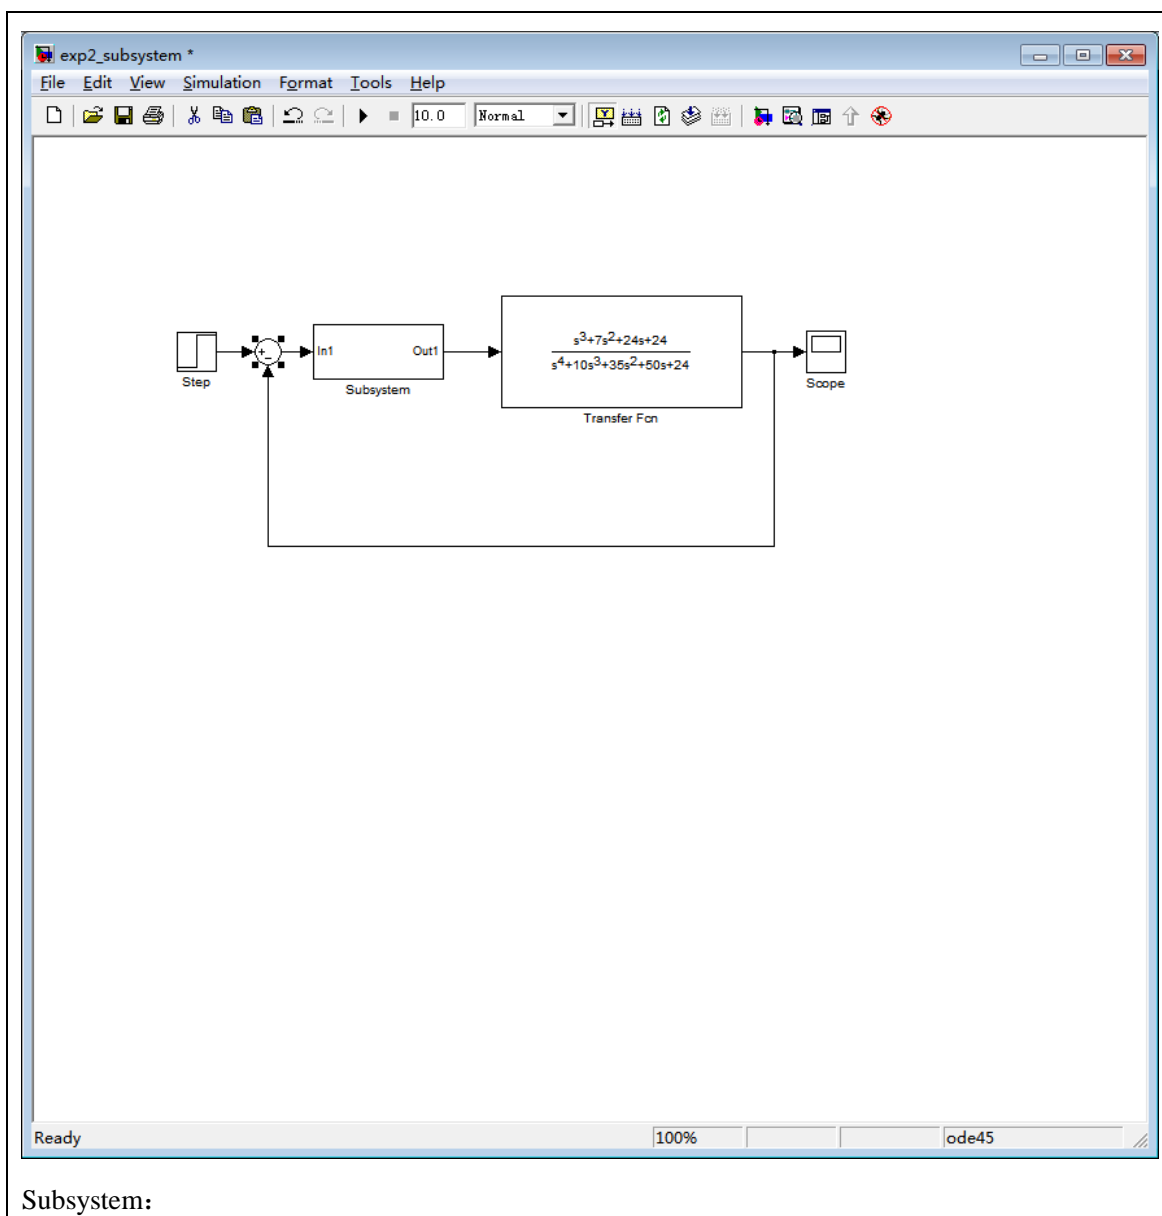 exp2_subsystem *
File Edit View Simulation Format Tools Help
10.0 Normal
s³+7s²+24s+24
s⁴+10s³+35s²+50s+24
+
−
In1 Out1
Step
Subsystem
Transfer Fcn
Scope
Ready 100% ode45
Subsystem：